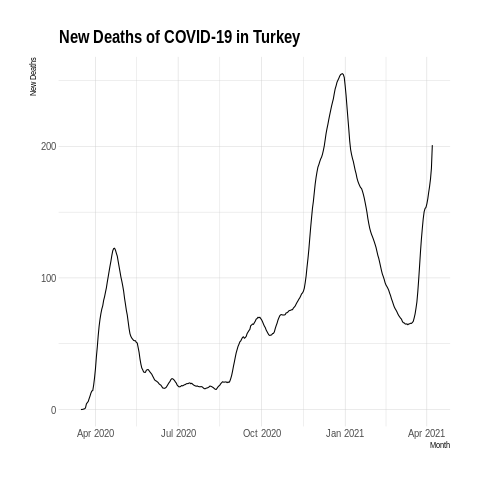 New Deaths of COVID-19 in Turkey
New Deaths
200
100
0
Apr 2020 Jul 2020 Oct 2020 Jan 2021 Apr 2021
Month